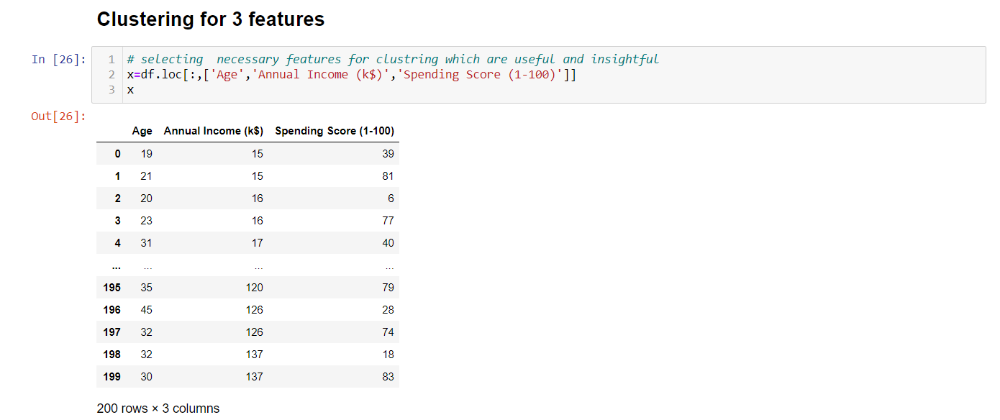 Clustering for 3 features
In [26]:
1 # selecting  necessary features for clustring which are useful and insightful
2 x=df.loc[:,['Age','Annual Income (k$)','Spending Score (1-100)']]
3 x
Out[26]:
Age Annual Income (k$) Spending Score (1-100)
0 19 15 39
1 21 15 81
2 20 16 6
3 23 16 77
4 31 17 40
... ... ... ...
195 35 120 79
196 45 126 28
197 32 126 74
198 32 137 18
199 30 137 83
200 rows × 3 columns